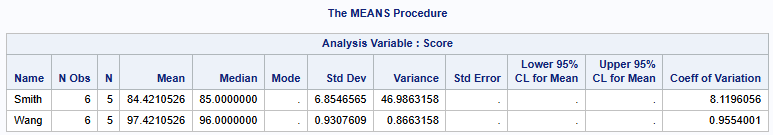 The MEANS Procedure
Analysis Variable : Score
Name N Obs N Mean Median Mode Std Dev Variance Std Error Lower 95% CL for Mean Upper 95% CL for Mean Coeff of Variation
Smith 6 5 84.4210526 85.0000000 . 6.8546565 46.9863158 . . . 8.1196056
Wang 6 5 97.4210526 96.0000000 . 0.9307609 0.8663158 . . . 0.9554001